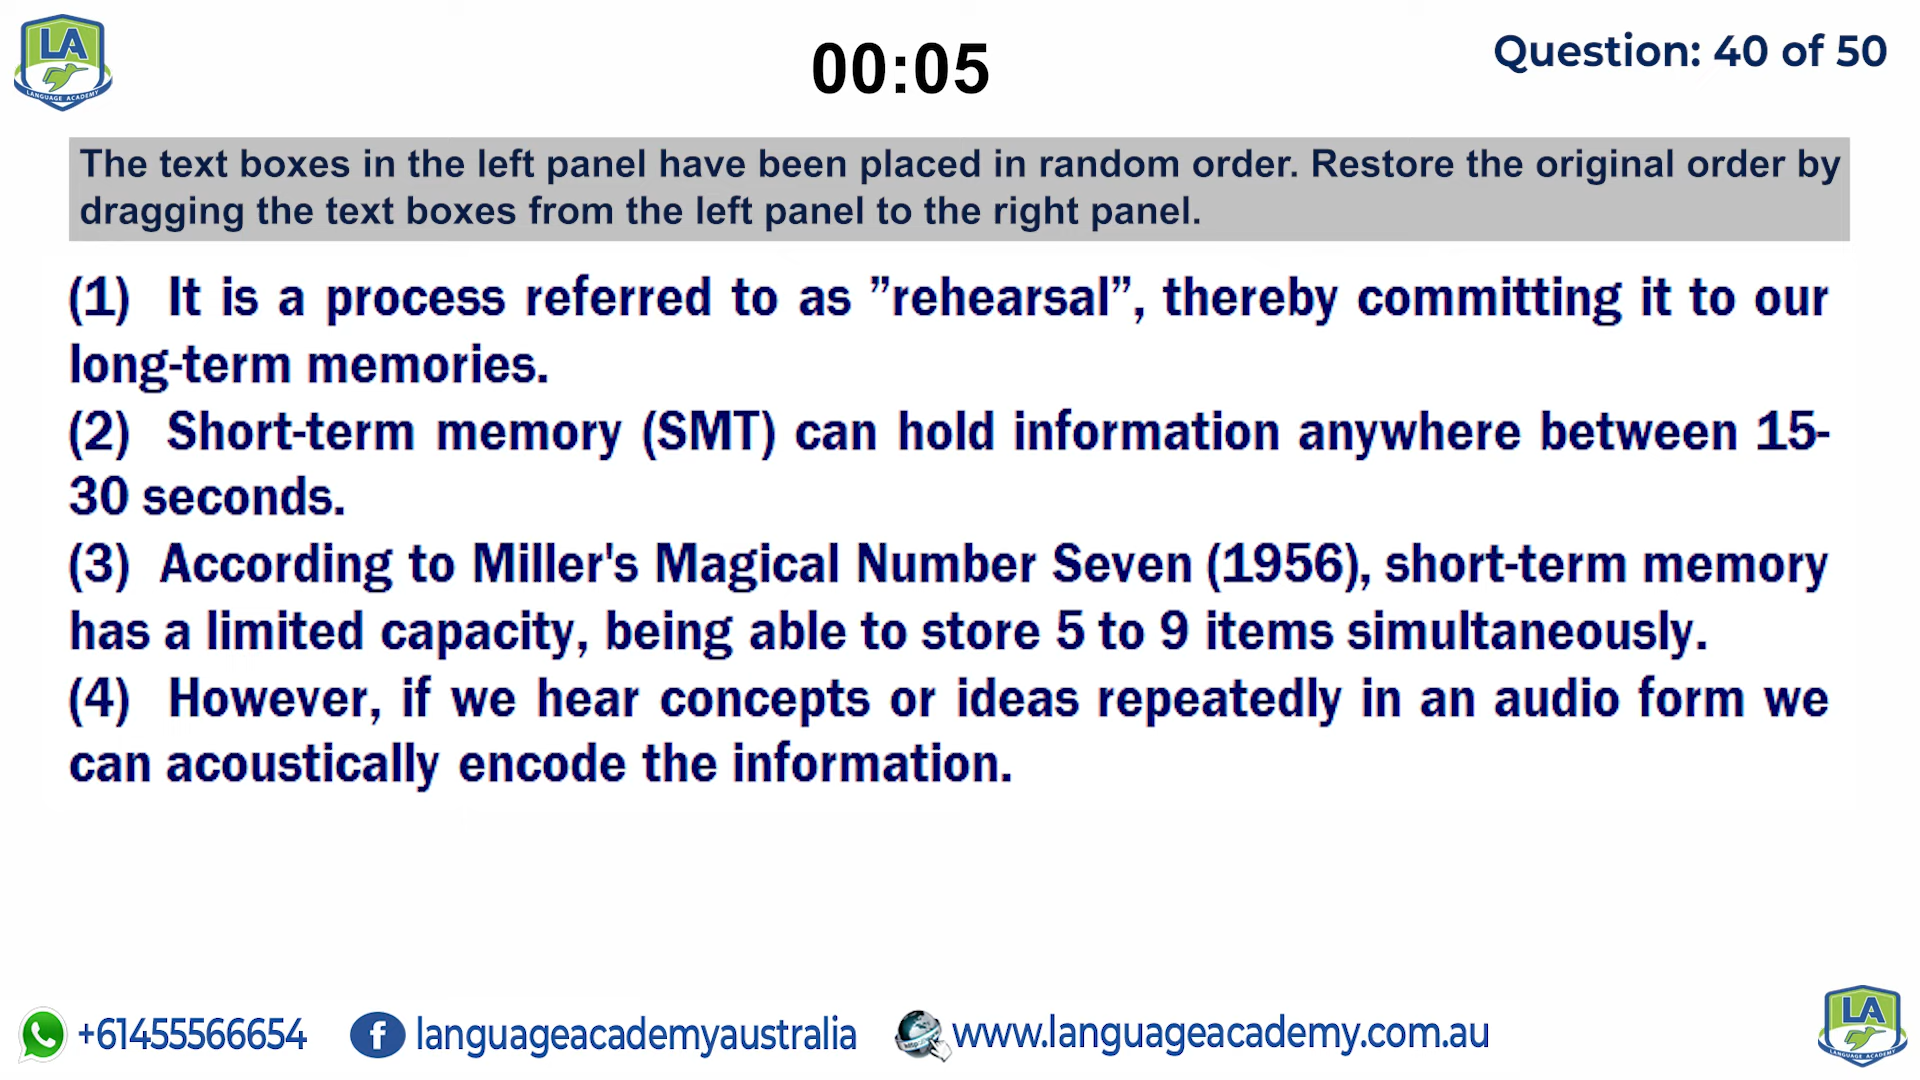 LA
LANGUAGE ACADEMY
00:05
Question: 40 of 50
The text boxes in the left panel have been placed in random order. Restore the original order by
dragging the text boxes from the left panel to the right panel.
(1) It is a process referred to as ”rehearsal”, thereby committing it to our
long-term memories.
(2) Short-term memory (SMT) can hold information anywhere between 15-
30 seconds.
(3) According to Miller's Magical Number Seven (1956), short-term memory
has a limited capacity, being able to store 5 to 9 items simultaneously.
(4) However, if we hear concepts or ideas repeatedly in an audio form we
can acoustically encode the information.
+61455566654
f
languageacademyaustralia
www.languageacademy.com.au
LA
LANGUAGE ACADEMY